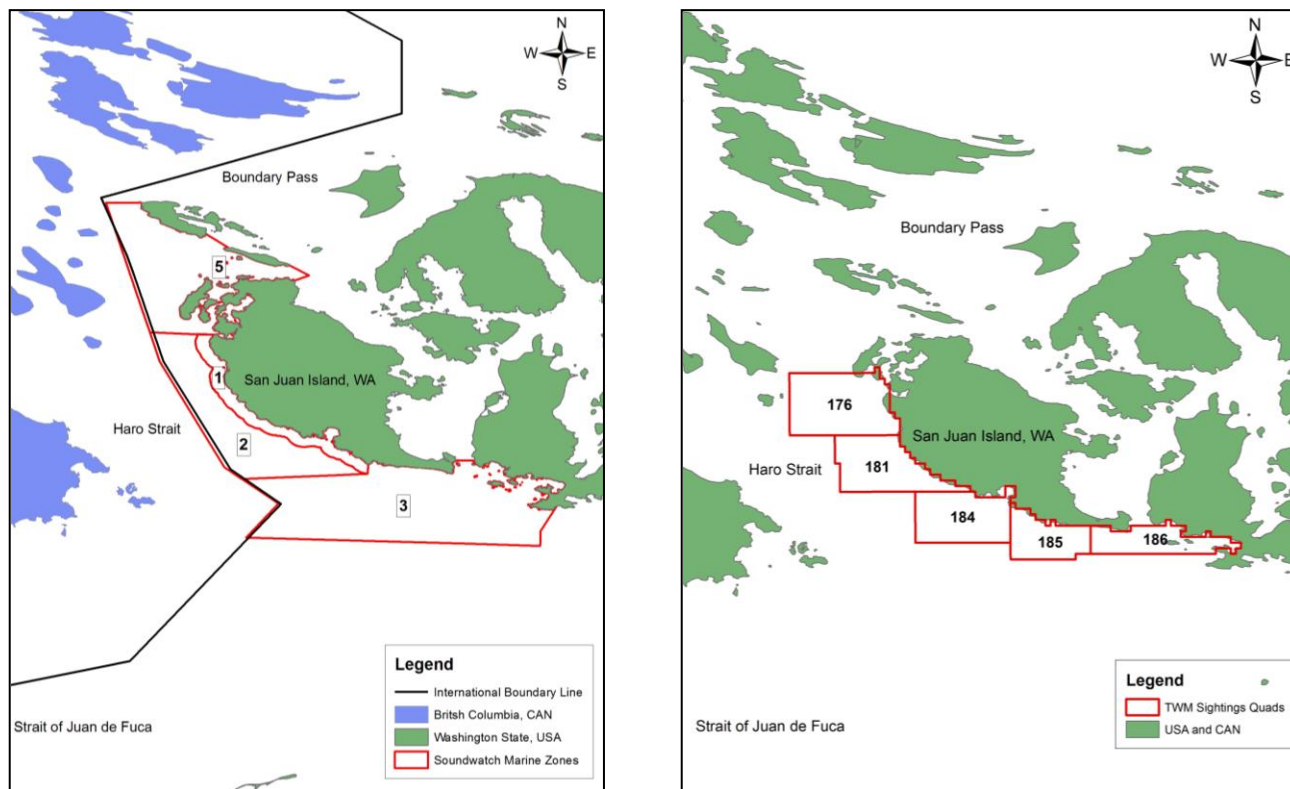 N
W E
S
Boundary Pass
5
1
San Juan Island, WA
Haro Strait
2
3
Strait of Juan de Fuca
Legend
International Boundary Line
Britsh Columbia, CAN
Washington State, USA
Soundwatch Marine Zones
N
W E
S
Boundary Pass
176
San Juan Island, WA
Haro Strait
181
184
185
186
Strait of Juan de Fuca
Legend
TWM Sightings Quads
USA and CAN